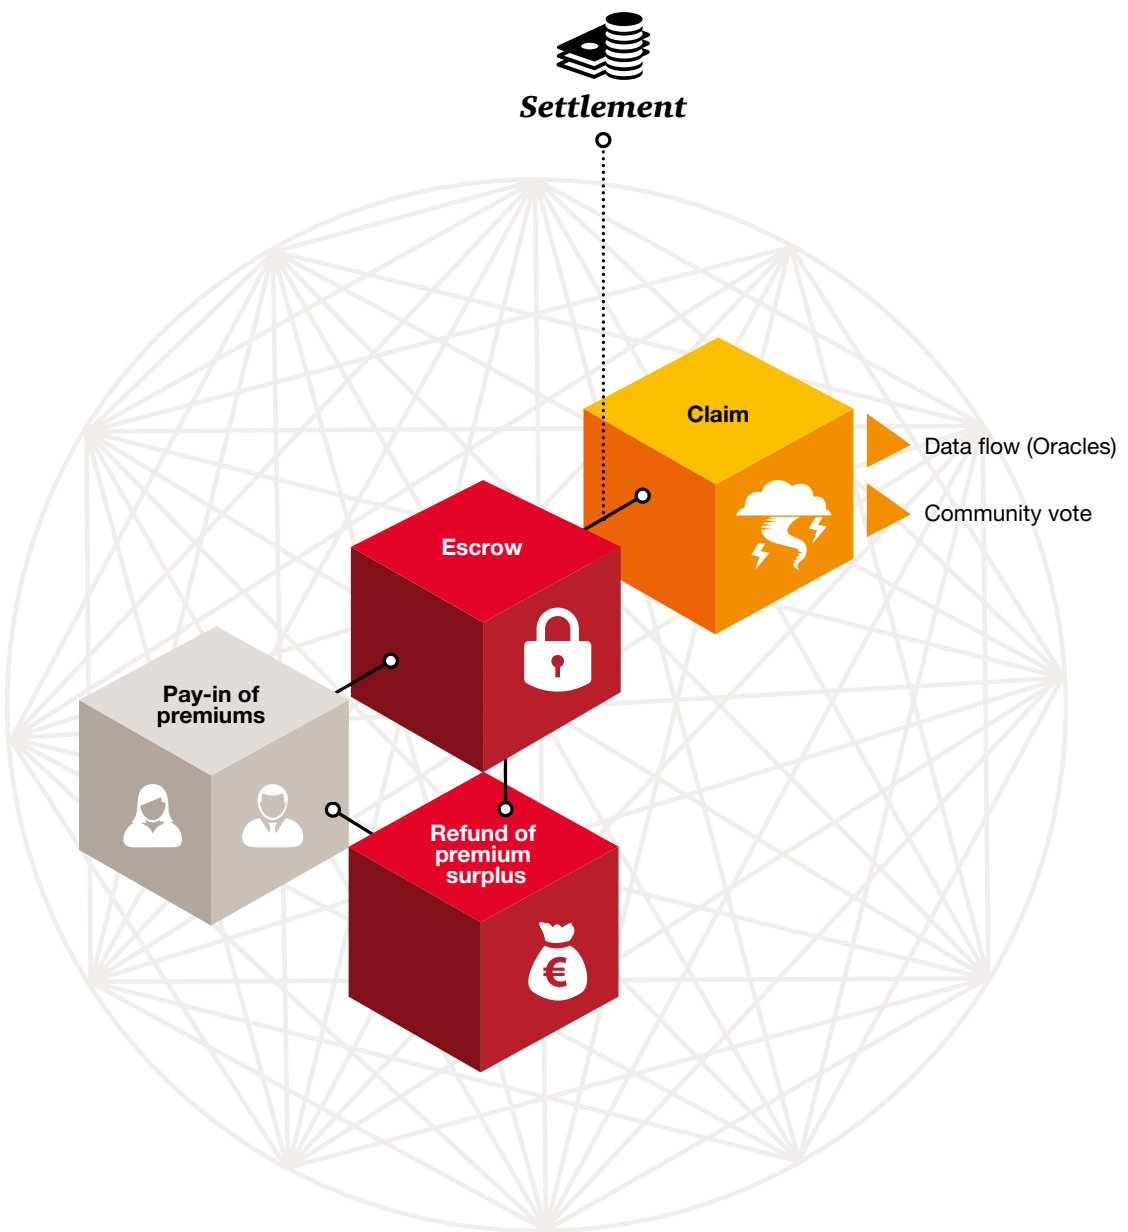 Settlement
Claim
Data flow (Oracles)
Community vote
Escrow
Pay-in of
premiums
Refund of
premium
surplus
€